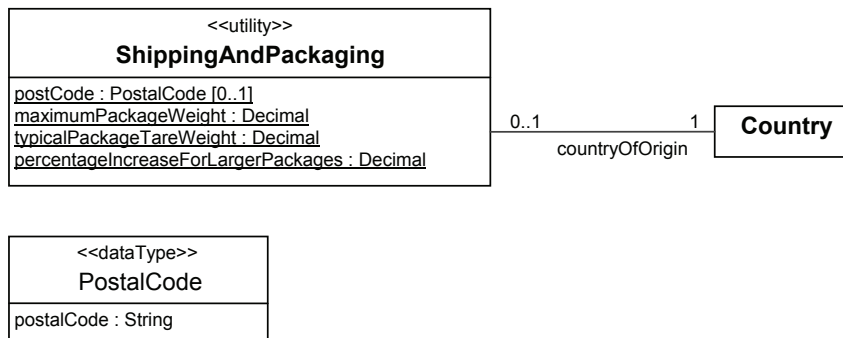 <<utility>>
ShippingAndPackaging
postCode : PostalCode [0..1]
maximumPackageWeight : Decimal
typicalPackageTareWeight : Decimal
percentageIncreaseForLargerPackages : Decimal
0..1
1
countryOfOrigin
Country
<<dataType>>
PostalCode
postalCode : String